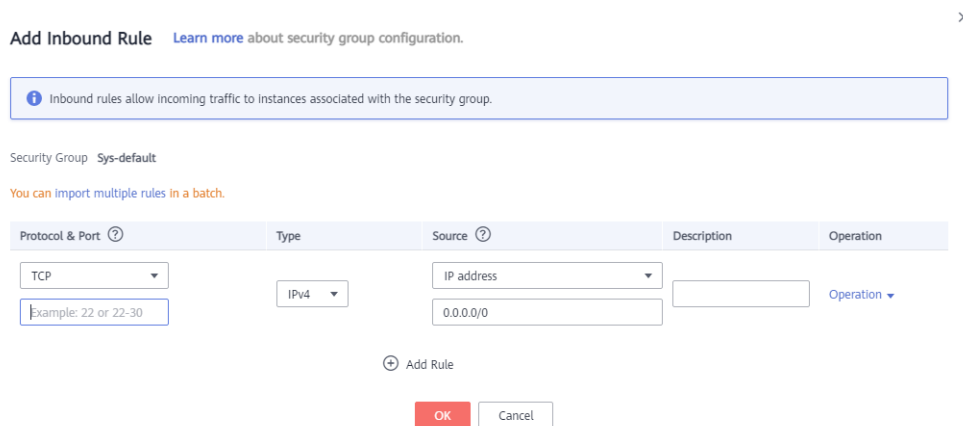 Add Inbound Rule Learn more about security group configuration.
Inbound rules allow incoming traffic to instances associated with the security group.
Security Group Sys-default
You can import multiple rules in a batch.
Protocol & Port Type Source Description Operation
TCP IP address
IPv4 Operation
Example: 22 or 22-30 0.0.0.0/0
Add Rule
OK Cancel